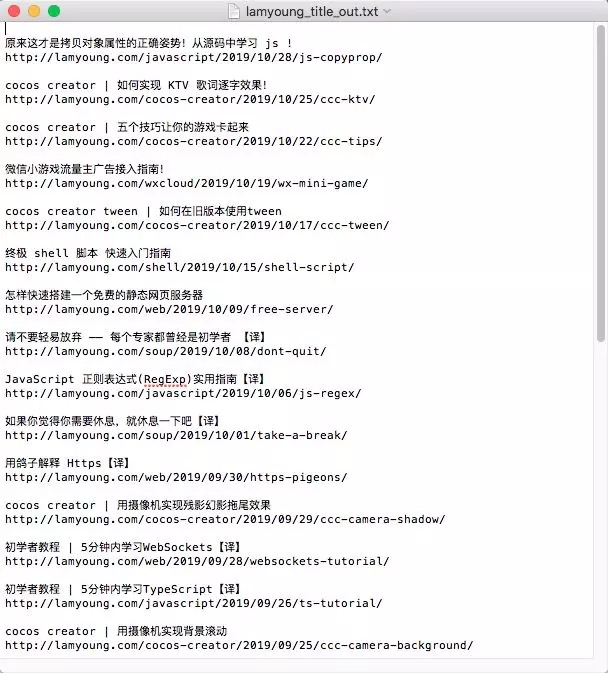 lamyoung_title_out.txt
原来这才是拷贝对象属性的正确姿势！从源码中学习 js ！
http://lamyoung.com/javascript/2019/10/28/js-copyprop/
cocos creator | 如何实现 KTV 歌词逐字效果！
http://lamyoung.com/cocos-creator/2019/10/25/ccc-ktv/
cocos creator | 五个技巧让你的游戏卡起来
http://lamyoung.com/cocos-creator/2019/10/22/ccc-tips/
微信小游戏流量主广告接入指南！
http://lamyoung.com/wxcloud/2019/10/19/wx-mini-game/
cocos creator tween | 如何在旧版本使用tween
http://lamyoung.com/cocos-creator/2019/10/17/ccc-tween/
终极 shell 脚本 快速入门指南
http://lamyoung.com/shell/2019/10/15/shell-script/
怎样快速搭建一个免费的静态网页服务器
http://lamyoung.com/web/2019/10/09/free-server/
请不要轻易放弃 —— 每个专家都曾经是初学者 【译】
http://lamyoung.com/soup/2019/10/08/dont-quit/
JavaScript 正则表达式(RegExp)实用指南【译】
http://lamyoung.com/javascript/2019/10/06/js-regex/
如果你觉得你需要休息，就休息一下吧【译】
http://lamyoung.com/soup/2019/10/01/take-a-break/
用鸽子解释 Https【译】
http://lamyoung.com/web/2019/09/30/https-pigeons/
cocos creator | 用摄像机实现残影幻影拖尾效果
http://lamyoung.com/cocos-creator/2019/09/29/ccc-camera-shadow/
初学者教程 | 5分钟内学习WebSockets【译】
http://lamyoung.com/web/2019/09/28/websockets-tutorial/
初学者教程 | 5分钟内学习TypeScript【译】
http://lamyoung.com/javascript/2019/09/26/ts-tutorial/
cocos creator | 用摄像机实现背景滚动
http://lamyoung.com/cocos-creator/2019/09/25/ccc-camera-background/